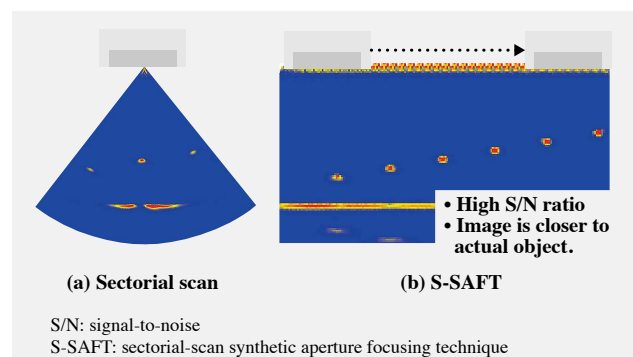 • High S/N ratio
• Image is closer to
actual object.
(a) Sectorial scan
(b) S-SAFT
S/N: signal-to-noise
S-SAFT: sectorial-scan synthetic aperture focusing technique